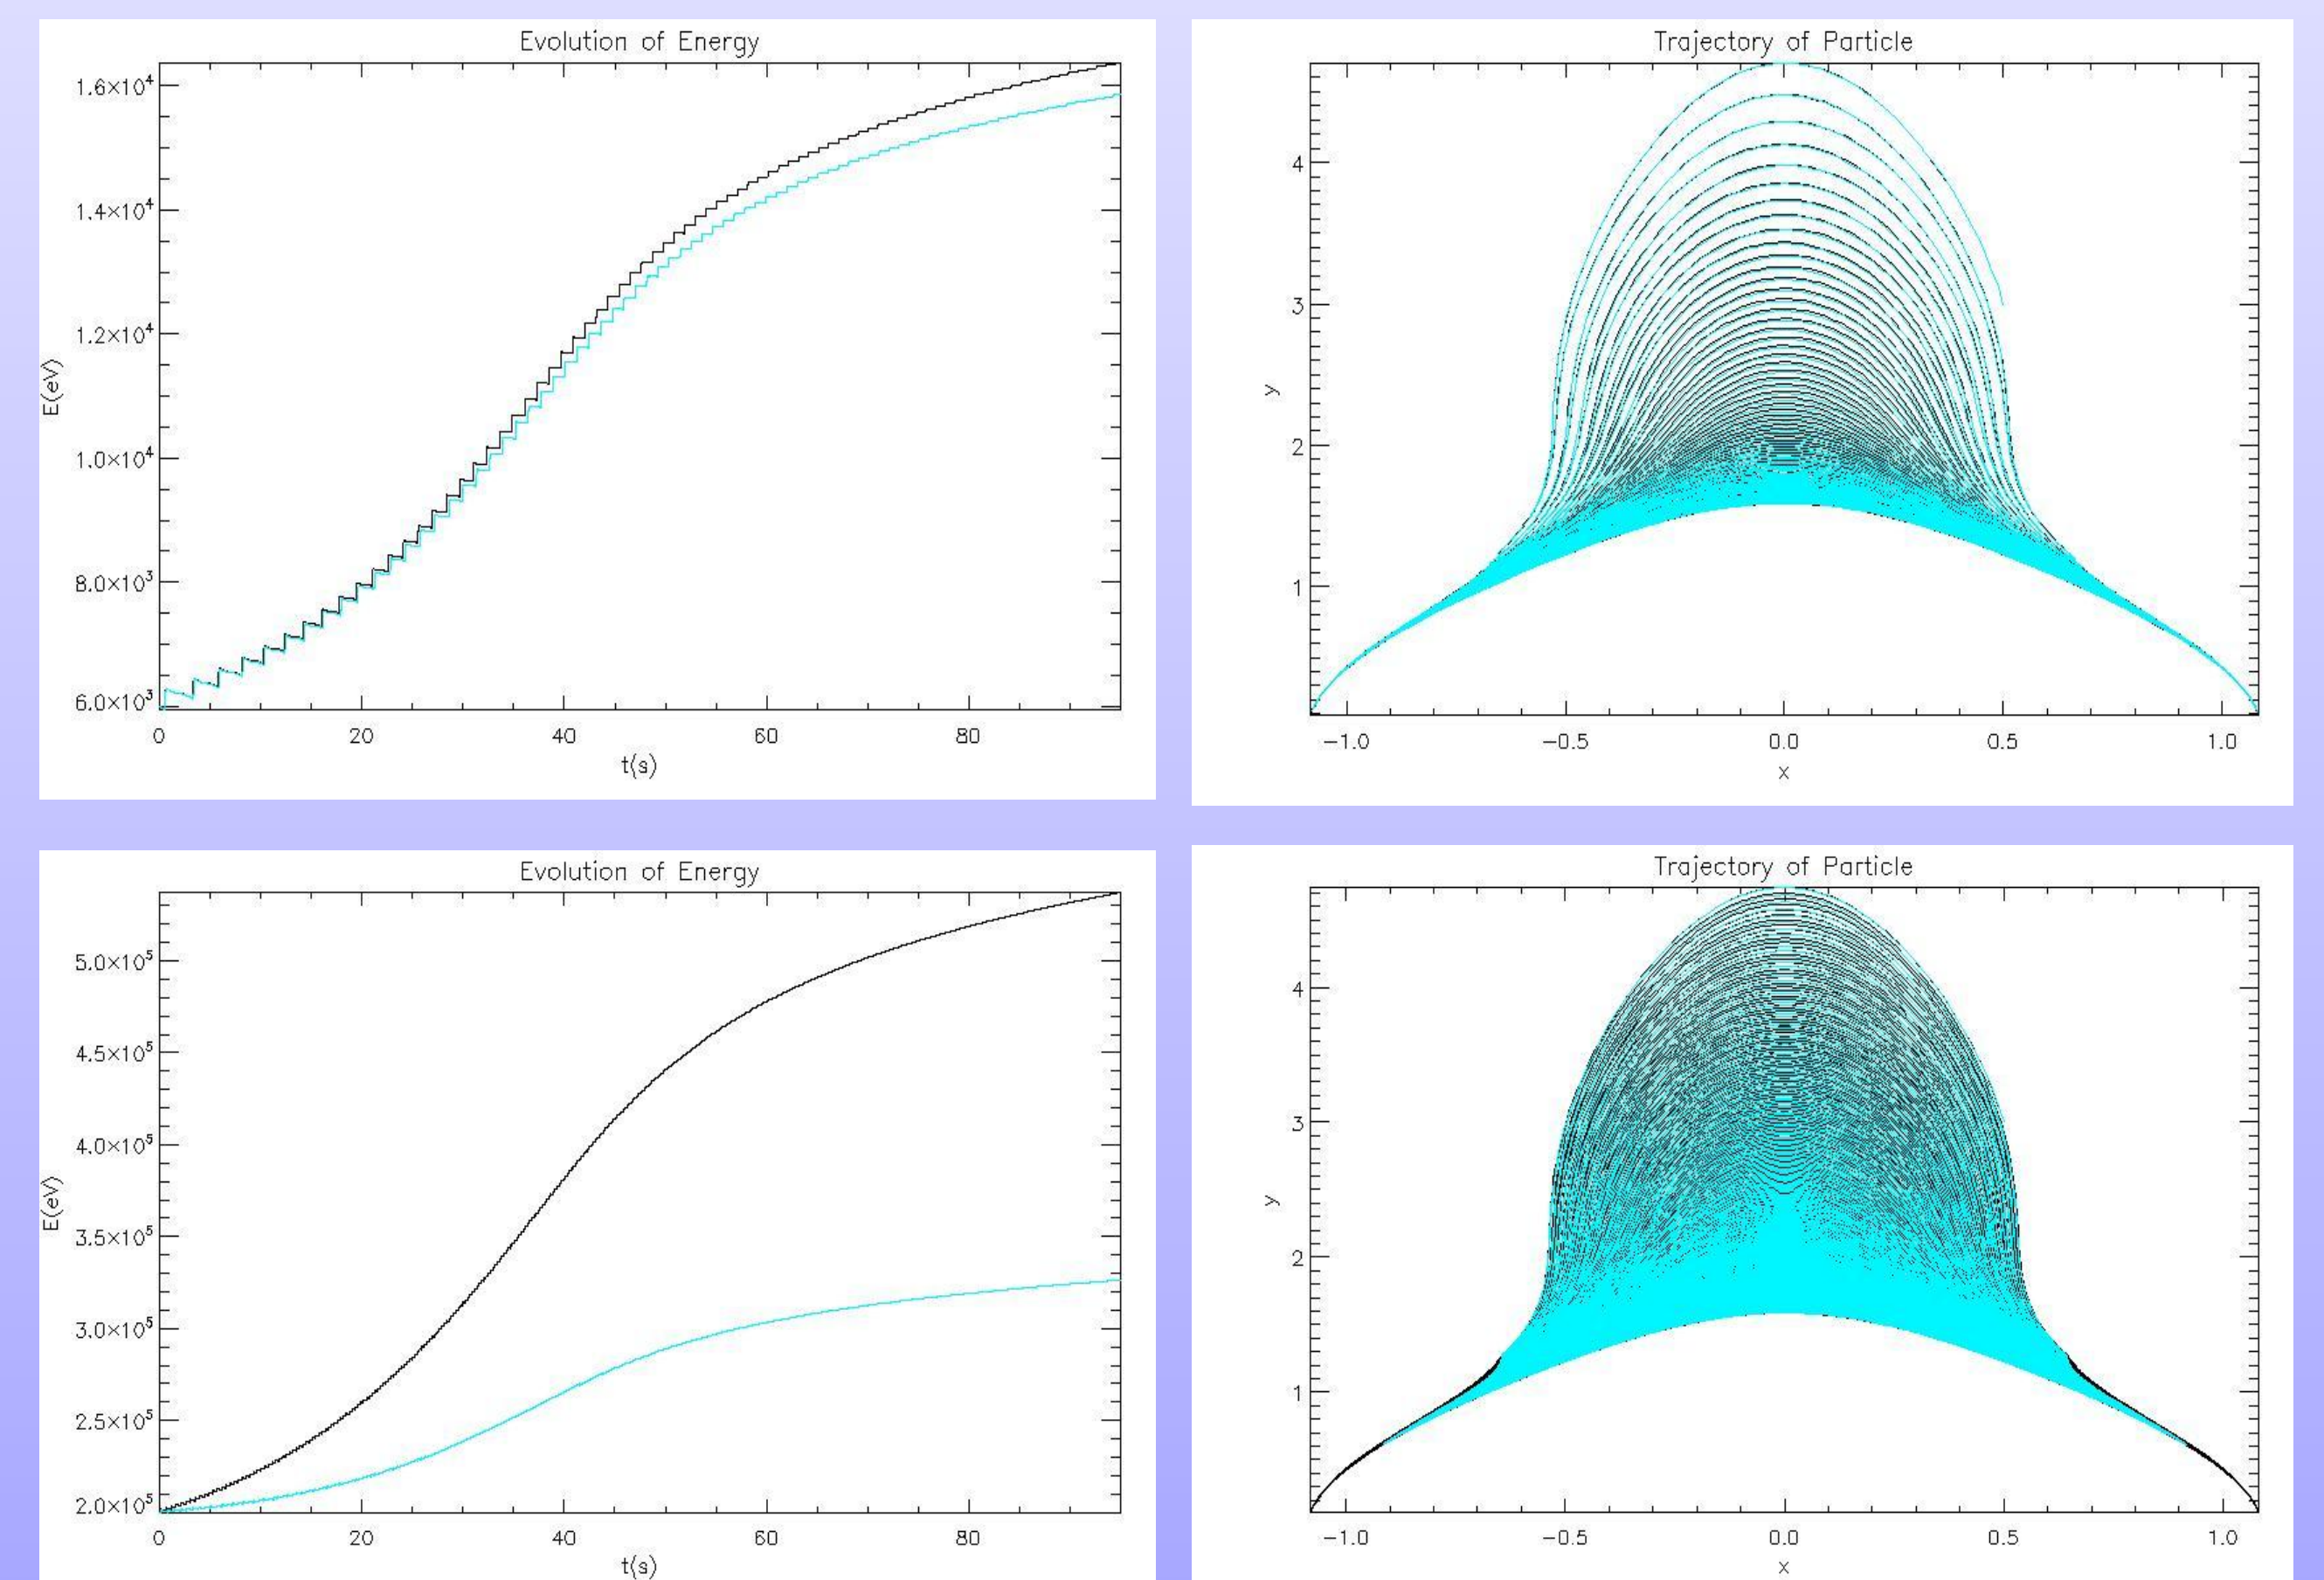 Evolution of Energy
1.6×10⁴
1.4×10⁴
1.2×10⁴
1.0×10⁴
8.0×10³
6.0×10³
E(eV)
0 20 40 60 80
t(s)
Trajectory of Particle
4
3
2
1
y
−1.0 −0.5 0.0 0.5 1.0
x
Evolution of Energy
5.0×10⁵
4.5×10⁵
4.0×10⁵
3.5×10⁵
3.0×10⁵
2.5×10⁵
2.0×10⁵
E(eV)
0 20 40 60 80
t(s)
Trajectory of Particle
4
3
2
1
y
−1.0 −0.5 0.0 0.5 1.0
x